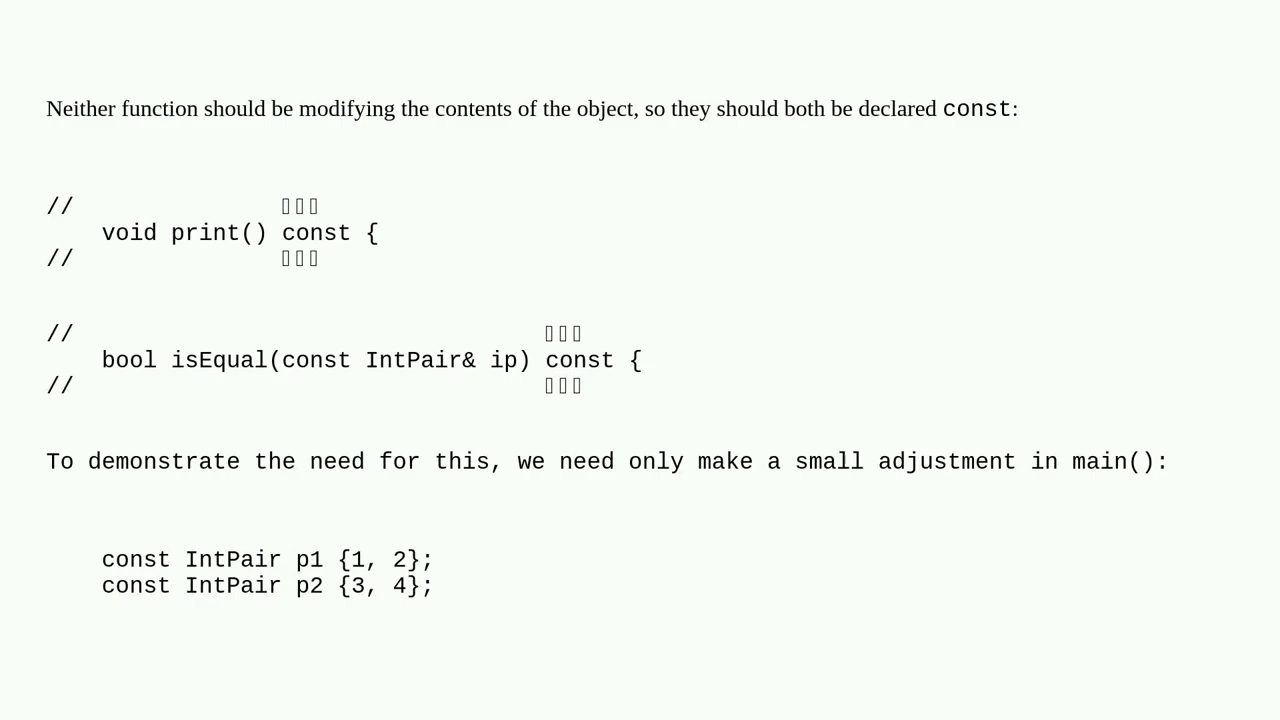 Neither function should be modifying the contents of the object, so they should both be declared const:
//
void print() const {
//
//
bool isEqual(const IntPair& ip) const {
//
To demonstrate the need for this, we need only make a small adjustment in main():
const IntPair p1 {1, 2};
const IntPair p2 {3, 4};